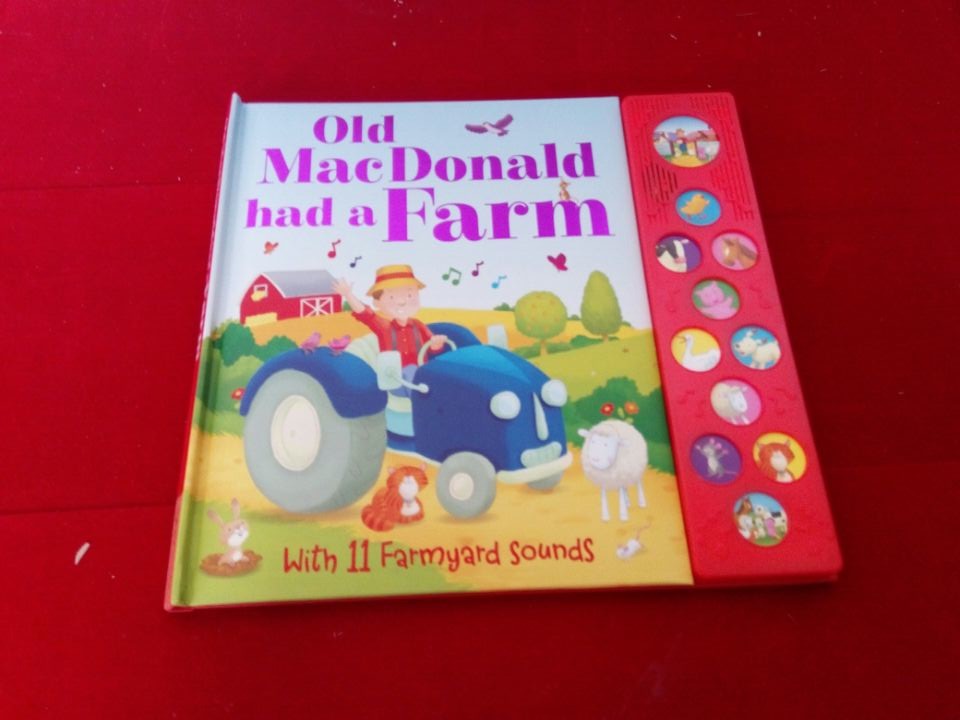 Old
MacDonald
had a Farm
With 11 Farmyard Sounds